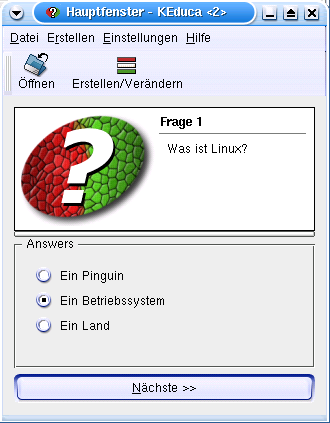 Hauptfenster - KEduca <2>
Datei Erstellen Einstellungen Hilfe
Öffnen Erstellen/Verändern
Frage 1
Was ist Linux?
Answers
Ein Pinguin
Ein Betriebssystem
Ein Land
Nächste >>